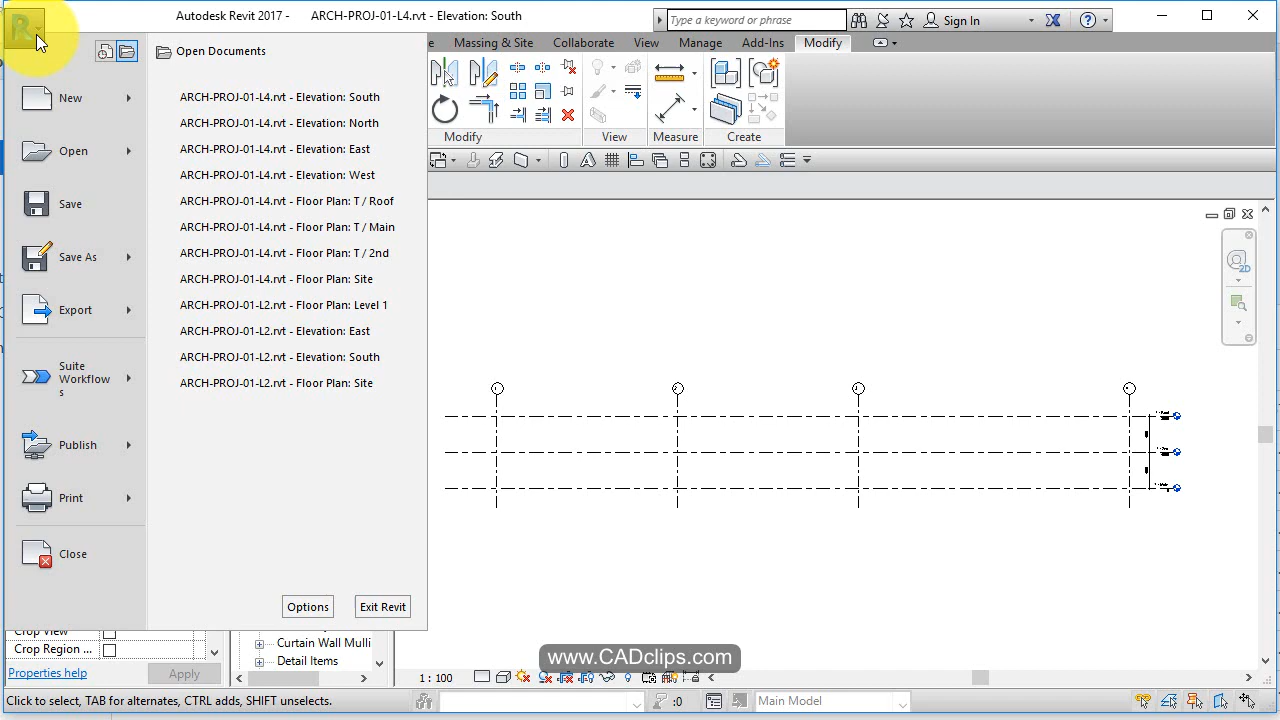 Autodesk Revit 2017 - ARCH-PROJ-01-L4.rvt - Elevation: South
Type a keyword or phrase
Sign In
Open Documents
Massing & Site
Collaborate
View
Manage
Add-Ins
Modify
New
Open
Save
Save As
Export
Suite
Workflow
s
Publish
Print
Close
ARCH-PROJ-01-L4.rvt - Elevation: South
ARCH-PROJ-01-L4.rvt - Elevation: North
ARCH-PROJ-01-L4.rvt - Elevation: East
ARCH-PROJ-01-L4.rvt - Elevation: West
ARCH-PROJ-01-L4.rvt - Floor Plan: T / Roof
ARCH-PROJ-01-L4.rvt - Floor Plan: T / Main
ARCH-PROJ-01-L4.rvt - Floor Plan: T / 2nd
ARCH-PROJ-01-L4.rvt - Floor Plan: Site
ARCH-PROJ-01-L2.rvt - Floor Plan: Level 1
ARCH-PROJ-01-L2.rvt - Elevation: East
ARCH-PROJ-01-L2.rvt - Elevation: South
ARCH-PROJ-01-L2.rvt - Floor Plan: Site
Options
Exit Revit
Modify
View
Measure
Create
2D
Crop View
Crop Region ...
Properties help
Apply
Curtain Wall Mulli
Detail Items
www.CADclips.com
1 : 100
Click to select, TAB for alternates, CTRL adds, SHIFT unselects.
:0
Main Model